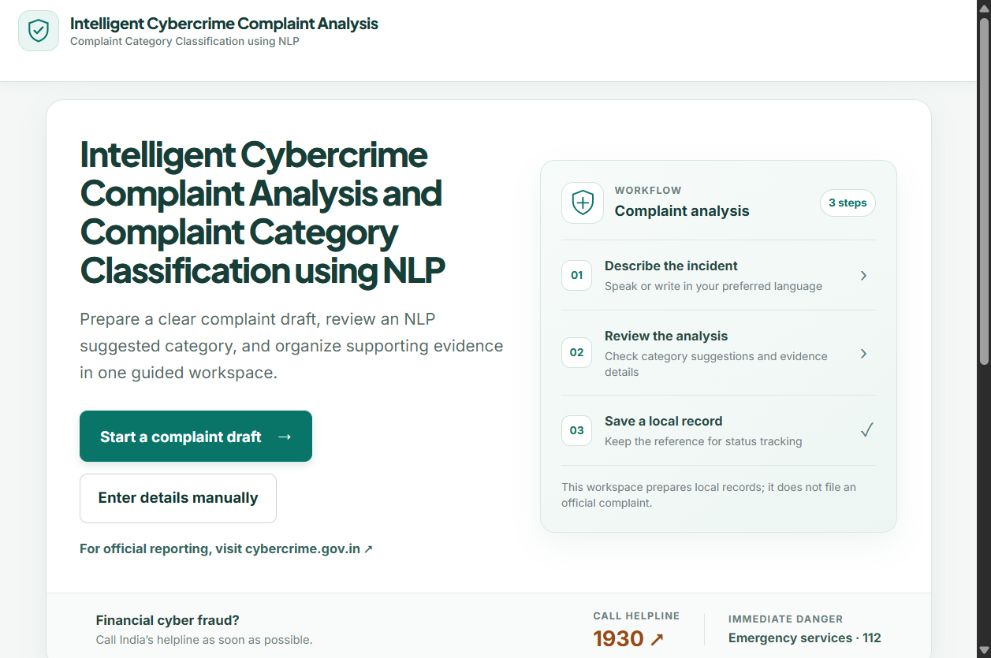 Intelligent Cybercrime Complaint Analysis
Complaint Category Classification using NLP
Intelligent Cybercrime
Complaint Analysis and
Complaint Category
Classification using NLP
Prepare a clear complaint draft, review an NLP
suggested category, and organize supporting evidence
in one guided workspace.
Start a complaint draft →
Enter details manually
For official reporting, visit cybercrime.gov.in ↗
WORKFLOW
Complaint analysis
3 steps
01
Describe the incident
Speak or write in your preferred language
02
Review the analysis
Check category suggestions and evidence
details
03
Save a local record
Keep the reference for status tracking
This workspace prepares local records; it does not file an
official complaint.
Financial cyber fraud?
Call India's helpline as soon as possible.
CALL HELPLINE
1930 ↗
IMMEDIATE DANGER
Emergency services · 112